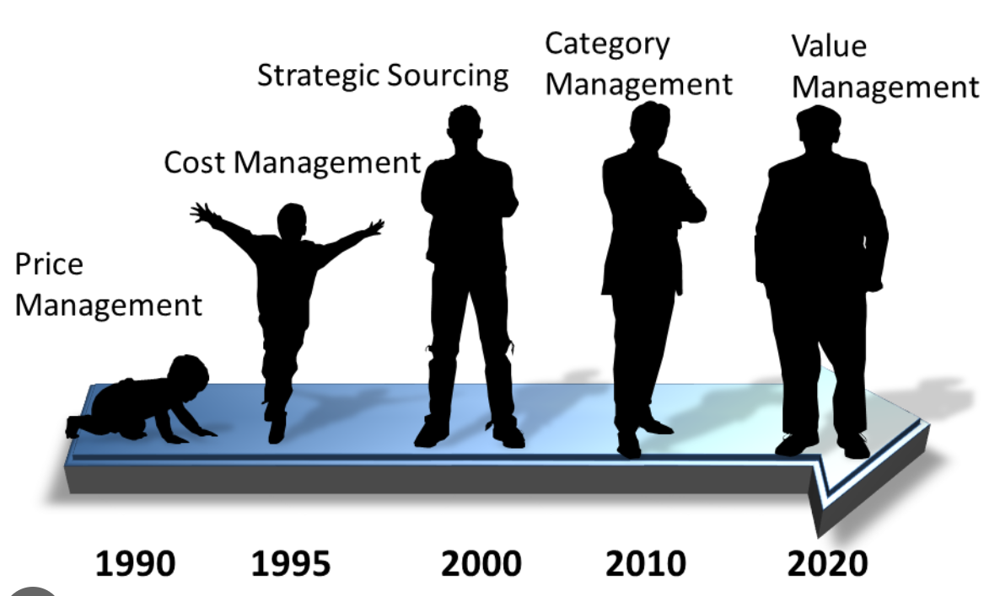 Price
Management
Cost Management
Strategic Sourcing
Category
Management
Value
Management
1990
1995
2000
2010
2020